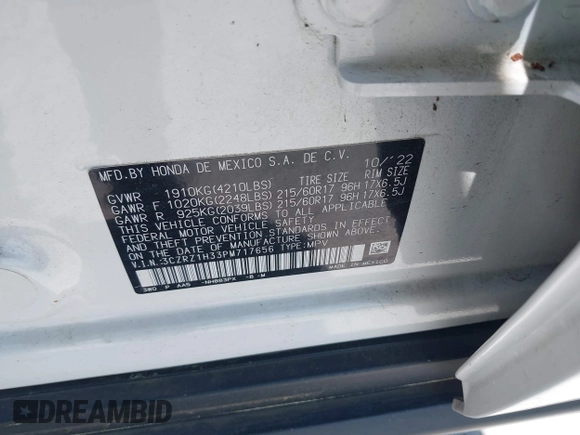 MFD.BY HONDA DE MEXICO S.A. DE C.V. 10/'22
TIRE SIZE RIM SIZE
GVWR 1910KG(4210LBS)
GAWR F 1020KG(2248LBS) 215/60R17 96H 17X6.5J
GAWR R 925KG(2039LBS) 215/60R17 96H 17X6.5J
THIS VEHICLE CONFORMS TO ALL APPLICABLE
FEDERAL MOTOR VEHICLE SAFETY
AND THEFT PREVENTION STANDARDS IN EFFECT
ON THE DATE OF MANUFACTURE SHOWN ABOVE.
V.I.N.:3CZRZ1H33PM717656 TYPE:MPV
MADE IN MEXICO
3W0 P AA5 NH883PX -B -M
DREAMBID